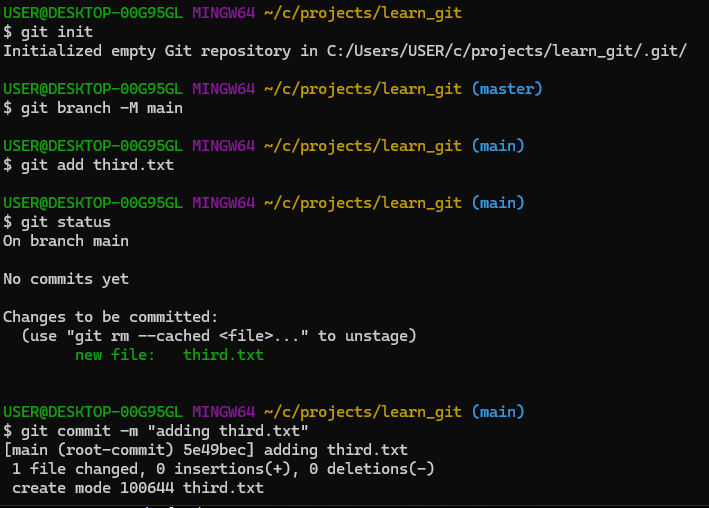 USER@DESKTOP-00G95GL MINGW64 ~/c/projects/learn_git
$ git init
Initialized empty Git repository in C:/Users/USER/c/projects/learn_git/.git/
USER@DESKTOP-00G95GL MINGW64 ~/c/projects/learn_git (master)
$ git branch -M main
USER@DESKTOP-00G95GL MINGW64 ~/c/projects/learn_git (main)
$ git add third.txt
USER@DESKTOP-00G95GL MINGW64 ~/c/projects/learn_git (main)
$ git status
On branch main
No commits yet
Changes to be committed:
  (use "git rm --cached <file>..." to unstage)
        new file:   third.txt
USER@DESKTOP-00G95GL MINGW64 ~/c/projects/learn_git (main)
$ git commit -m "adding third.txt"
[main (root-commit) 5e49bec] adding third.txt
 1 file changed, 0 insertions(+), 0 deletions(-)
 create mode 100644 third.txt